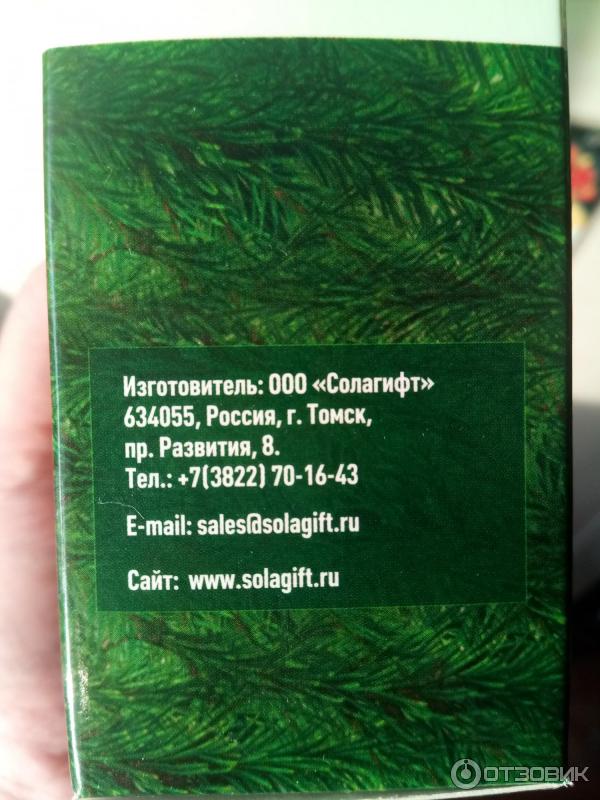 Изготовитель: ООО «Солагифт»
634055, Россия, г. Томск,
пр. Развития, 8.
Тел.: +7(3822) 70-16-43
E-mail: sales@solagift.ru
Сайт: www.solagift.ru
ОТЗОВИК